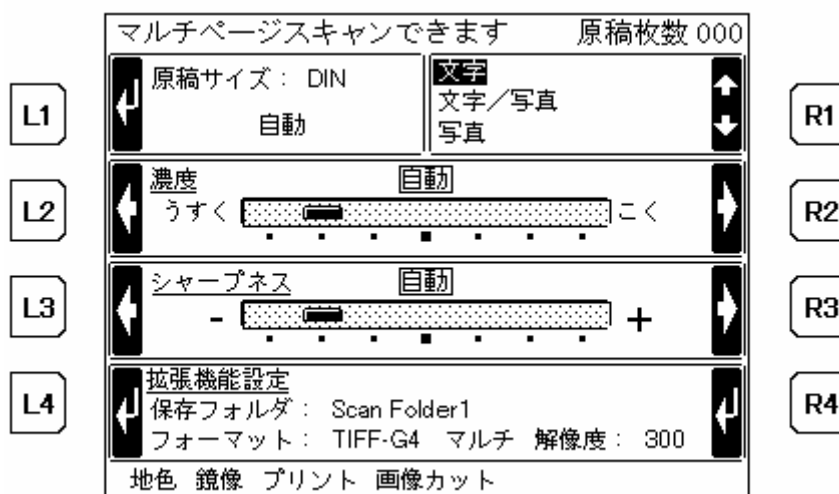 マルチページスキャンできます 原稿枚数 000
L1 原稿サイズ： DIN 文字 R1
自動 文字／写真
写真
L2 濃度 自動 R2
うすく こく
L3 シャープネス 自動 R3
- +
L4 拡張機能設定 R4
保存フォルダ： Scan Folder1
フォーマット： TIFF-G4 マルチ 解像度： 300
地色 鏡像 プリント 画像カット